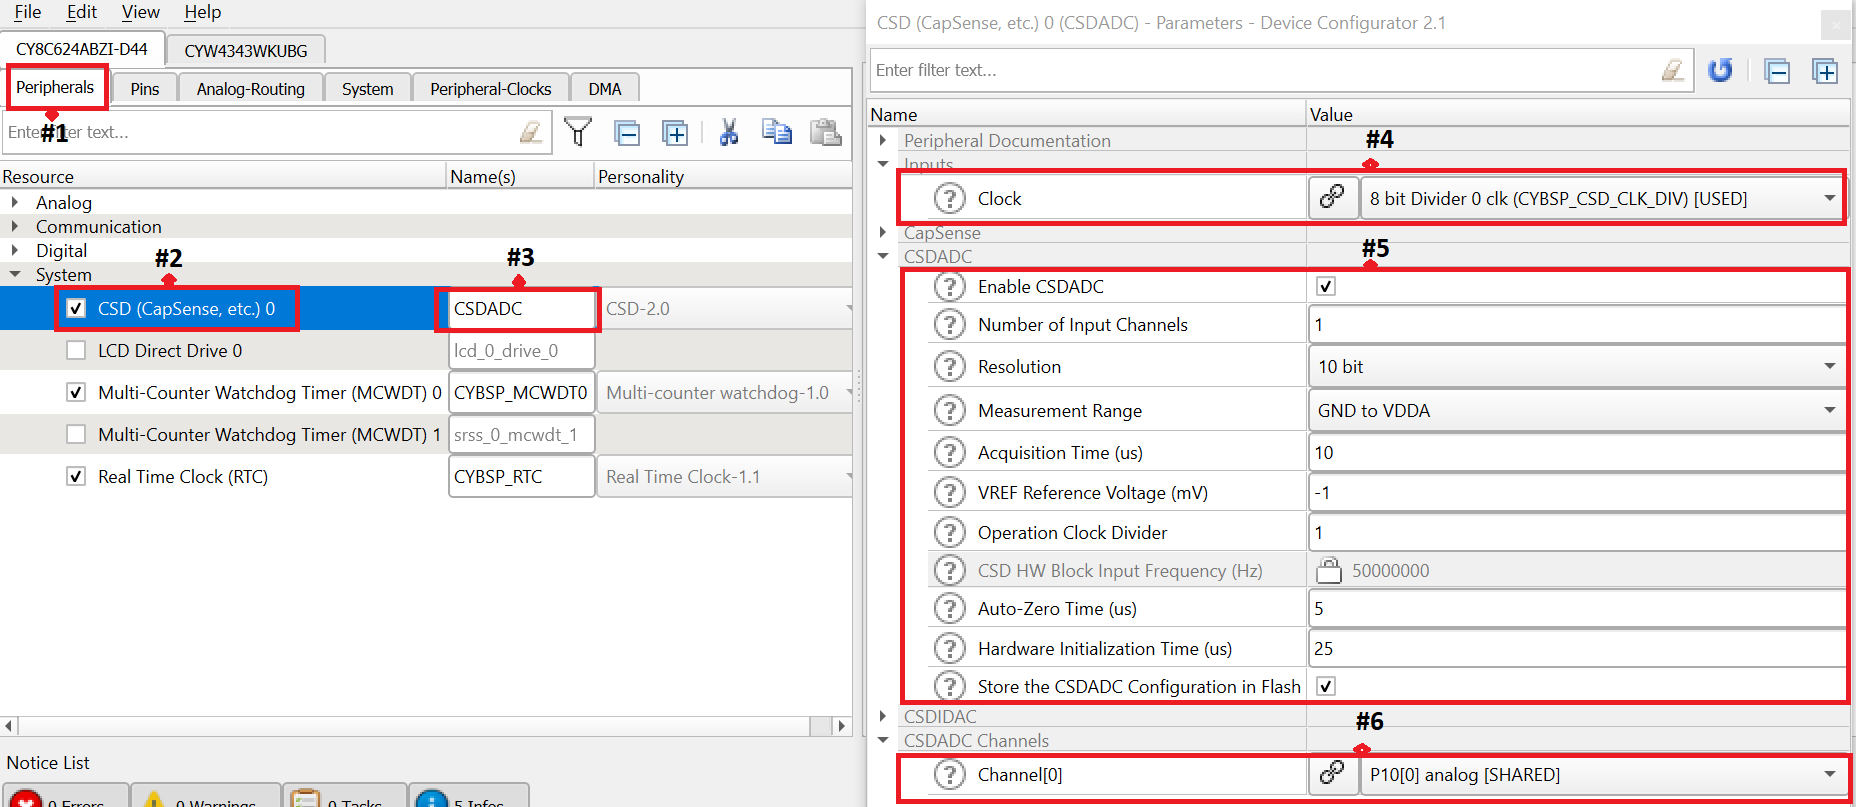 File Edit View Help
CY8C624ABZI-D44 CYW4343WKUBG
Peripherals Pins Analog-Routing System Peripheral-Clocks DMA
#1
Enter filter text...
Resource Name(s) Personality
Analog
Communication
Digital
#2 #3
System
CSD (CapSense, etc.) 0 CSDADC CSD-2.0
LCD Direct Drive 0 lcd_0_drive_0
Multi-Counter Watchdog Timer (MCWDT) 0 CYBSP_MCWDT0 Multi-counter watchdog-1.0
Multi-Counter Watchdog Timer (MCWDT) 1 srss_0_mcwdt_1
Real Time Clock (RTC) CYBSP_RTC Real Time Clock-1.1
Notice List
0 Errors 0 Warnings 0 Tasks 5 Infos
CSD (CapSense, etc.) 0 (CSDADC) - Parameters - Device Configurator 2.1
Enter filter text...
Name Value
#4
Peripheral Documentation
Inputs
Clock 8 bit Divider 0 clk (CYBSP_CSD_CLK_DIV) [USED]
CapSense
#5
CSDADC
Enable CSDADC
Number of Input Channels 1
Resolution 10 bit
Measurement Range GND to VDDA
Acquisition Time (us) 10
VREF Reference Voltage (mV) -1
Operation Clock Divider 1
CSD HW Block Input Frequency (Hz) 50000000
Auto-Zero Time (us) 5
Hardware Initialization Time (us) 25
Store the CSDADC Configuration in Flash
CSDIDAC
#6
CSDADC Channels
Channel[0] P10[0] analog [SHARED]